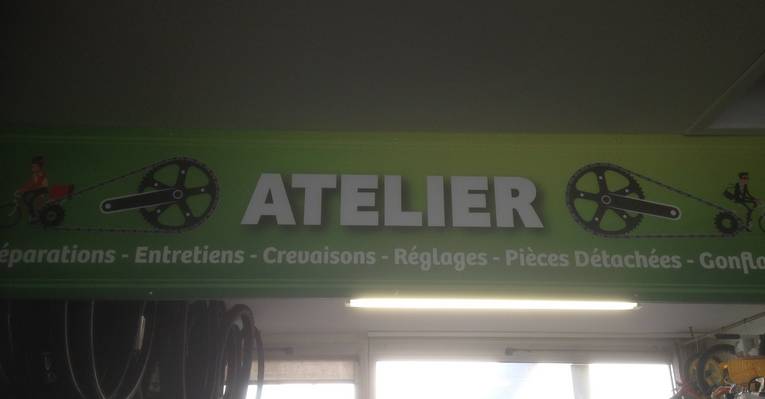 ATELIER
éparations - Entretiens - Crevaisons - Réglages - Pièces Détachées - Gonfla